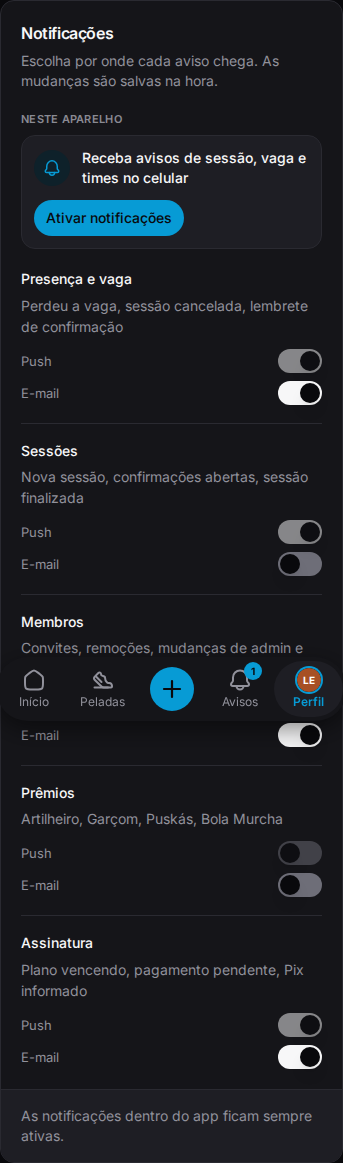 Notificações
Escolha por onde cada aviso chega. As
mudanças são salvas na hora.
NESTE APARELHO
Receba avisos de sessão, vaga e
times no celular
Ativar notificações
Presença e vaga
Perdeu a vaga, sessão cancelada, lembrete
de confirmação
Push
E-mail
Sessões
Nova sessão, confirmações abertas, sessão
finalizada
Push
E-mail
Membros
Convites, remoções, mudanças de admin e
Início
Peladas
1
Avisos
LE
Perfil
E-mail
Prêmios
Artilheiro, Garçom, Puskás, Bola Murcha
Push
E-mail
Assinatura
Plano vencendo, pagamento pendente, Pix
informado
Push
E-mail
As notificações dentro do app ficam sempre
ativas.